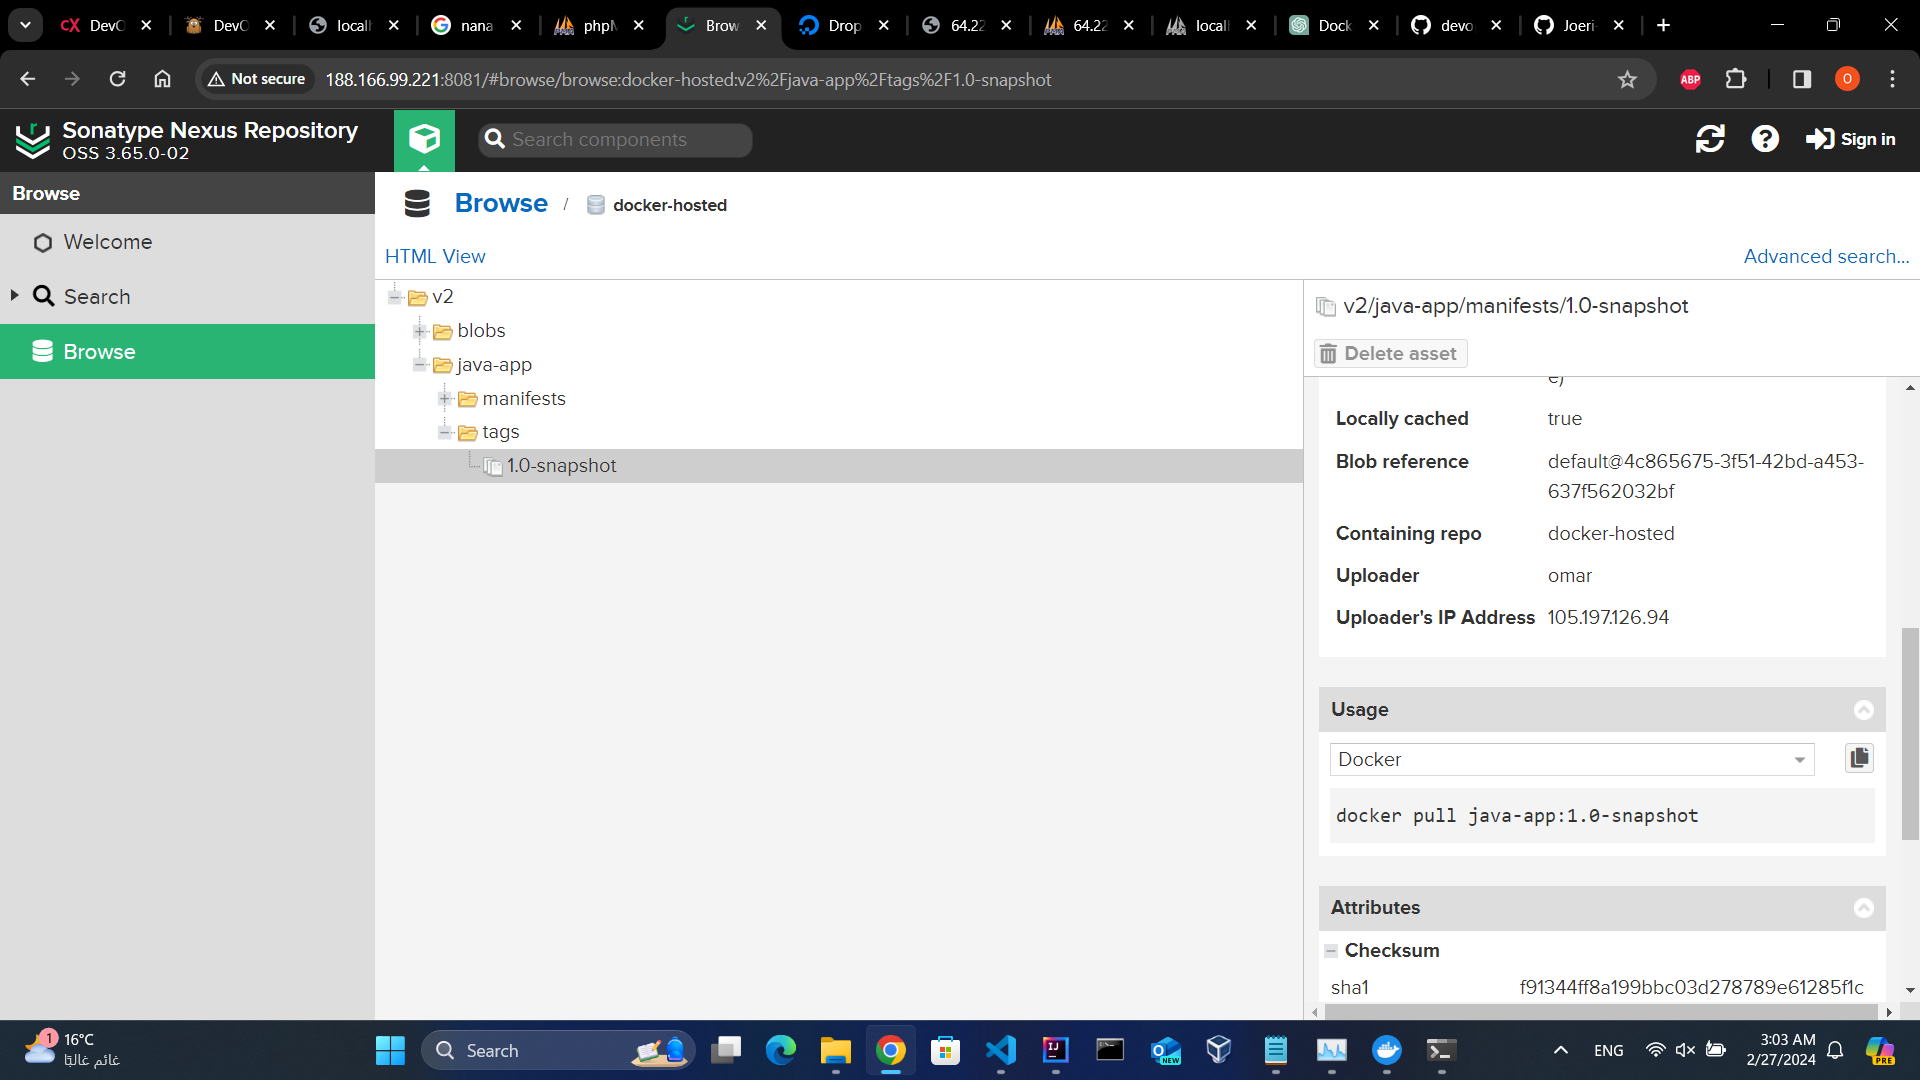 DevO
DevO
localh
nana
phpM
Brow
Drop
64.22
64.22
locall
Dock
devo
Joeri-
Not secure
188.166.99.221:8081/#browse/browse:docker-hosted:v2%2Fjava-app%2Ftags%2F1.0-snapshot
ABP
O
Sonatype Nexus Repository
OSS 3.65.0-02
Search components
Sign in
Browse
Welcome
Search
Browse
Browse / docker-hosted
HTML View
Advanced search...
v2
blobs
java-app
manifests
tags
1.0-snapshot
v2/java-app/manifests/1.0-snapshot
Delete asset
e)
Locally cached true
Blob reference default@4c865675-3f51-42bd-a453-
637f562032bf
Containing repo docker-hosted
Uploader omar
Uploader's IP Address 105.197.126.94
Usage
Docker
docker pull java-app:1.0-snapshot
Attributes
Checksum
sha1 f91344ff8a199bbc03d278789e61285f1c
1
16°C
غائم غالبًا
Search
NEW
ENG
3:03 AM
2/27/2024
PRE